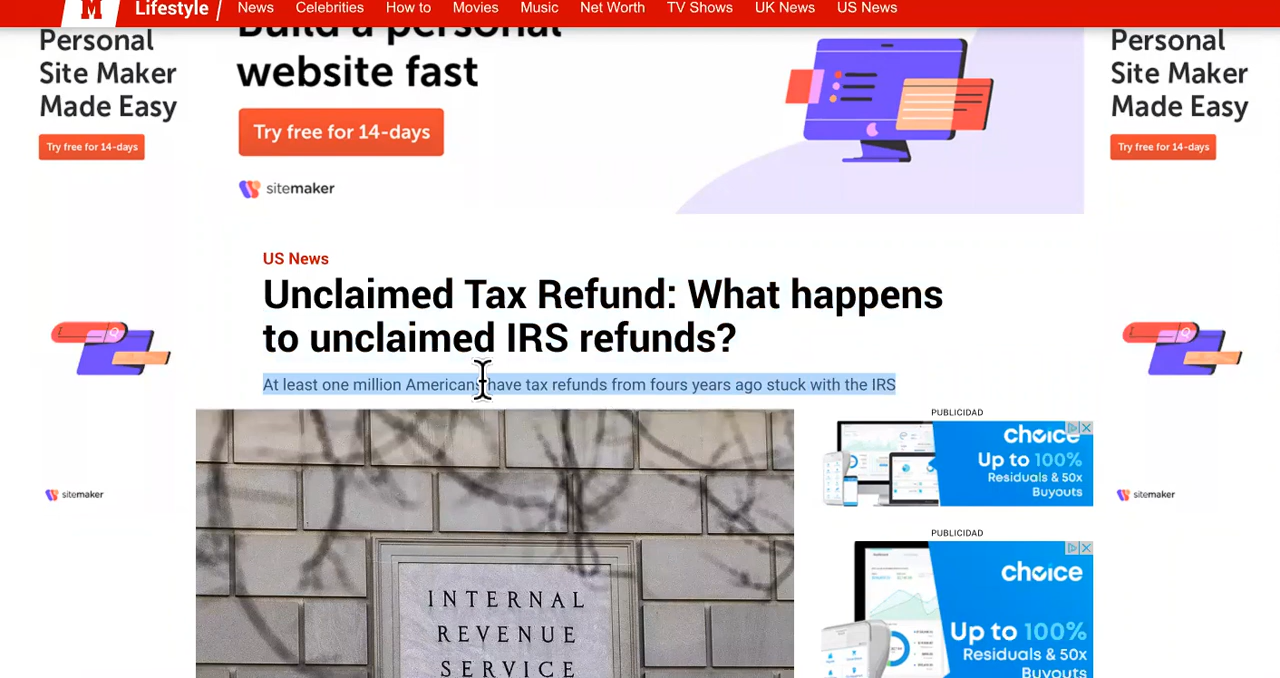 M Lifestyle News Celebrities How to Movies Music Net Worth TV Shows UK News US News
Personal
Site Maker
Made Easy
Try free for 14-days
sitemaker
Build a personal
website fast
Try free for 14-days
sitemaker
Personal
Site Maker
Made Easy
Try free for 14-days
sitemaker
US News
Unclaimed Tax Refund: What happens
to unclaimed IRS refunds?
At least one million Americans have tax refunds from fours years ago stuck with the IRS
INTERNAL
REVENUE
SERVICE
PUBLICIDAD
choice
Up to 100%
Residuals & 50x
Buyouts
PUBLICIDAD
choice
Up to 100%
Residuals & 50x
Buyouts